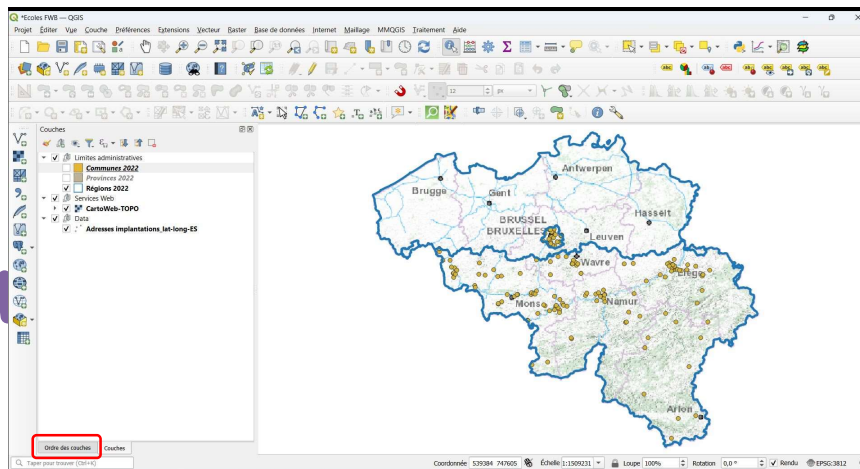 *Ecoles FWB — QGIS
Projet Éditer Vue Couche Préférences Extensions Vecteur Raster Base de données Internet Maillage MMQGIS Traitement Aide
12 px
Couches
Limites administratives
Communes 2022
Provinces 2022
Régions 2022
Services Web
CartoWeb-TOPO
Data
Adresses implantations_lat-long-ES
Antwerpen
Brugge
Gent
Hasselt
BRUSSEL
BRUXELLES
Leuven
Wavre
Liège
Mons
Namur
Arlon
Ordre des couches Couches
Taper pour trouver (Ctrl+K) Coordonnée 539384 747605 Échelle 1:1509231 Loupe 100% Rotation 0,0 ° Rendu EPSG:3812